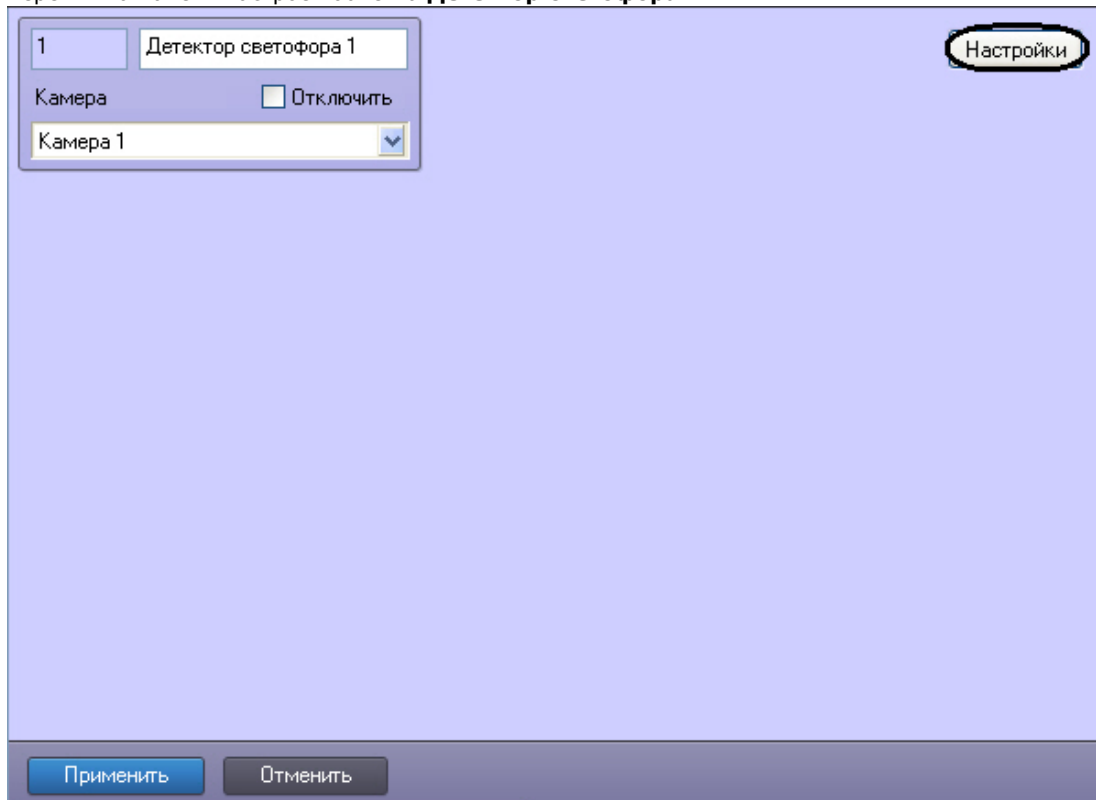 1 Детектор светофора 1 Настройки
Камера Отключить
Камера 1
Применить Отменить